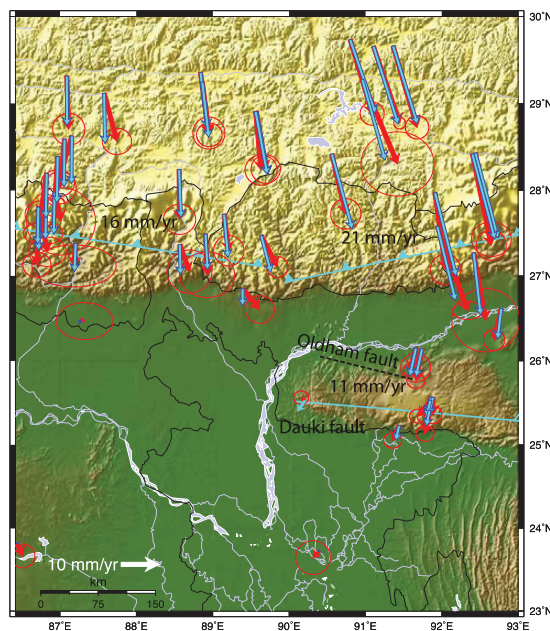 30°N
29°N
28°N
16 mm/yr
21 mm/yr
27°N
26°N
Oldham fault
11 mm/yr
Dauki fault
25°N
24°N
10 mm/yr
km
0 75 150
23°N
87°E 88°E 89°E 90°E 91°E 92°E 93°E